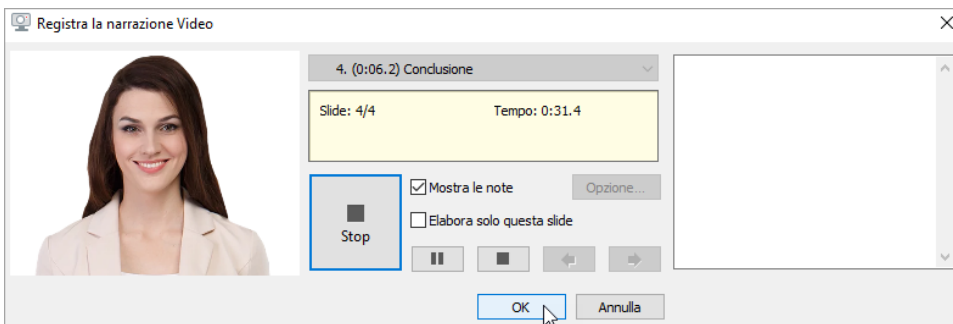 Registra la narrazione Video
4. (0:06.2) Conclusione
Slide: 4/4 Tempo: 0:31.4
Mostra le note Opzione...
Elabora solo questa slide
Stop
OK Annulla